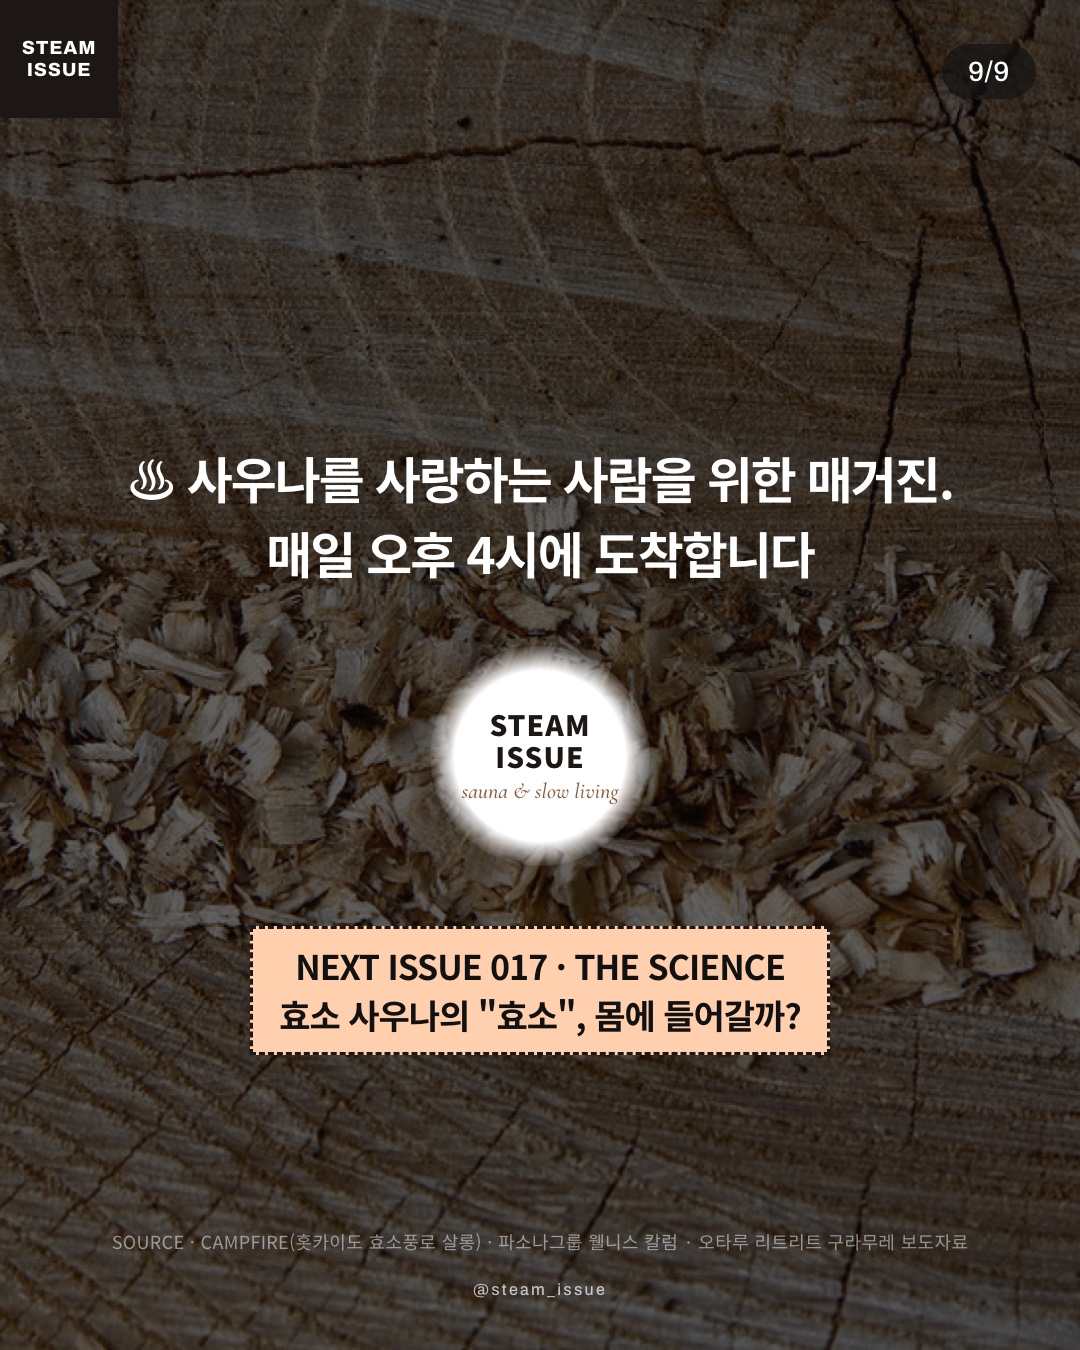 STEAM
ISSUE
9/9
♨ 사우나를 사랑하는 사람을 위한 매거진.
매일 오후 4시에 도착합니다
STEAM
ISSUE
sauna & slow living
NEXT ISSUE 017 · THE SCIENCE
효소 사우나의 "효소", 몸에 들어갈까?
SOURCE · CAMPFIRE(홋카이도 효소풍로 살롱) · 파소나그룹 웰니스 칼럼 · 오타루 리트리트 구라무레 보도자료
@steam_issue